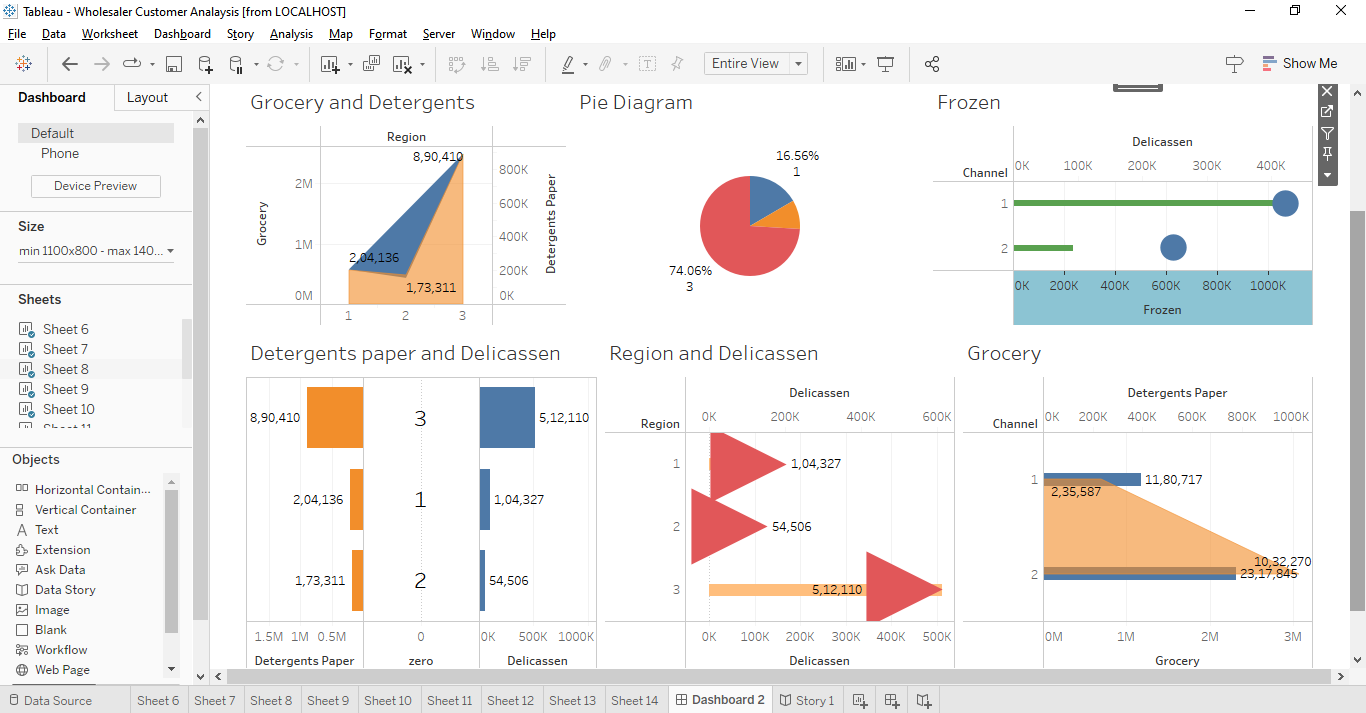 Tableau - Wholesaler Customer Analaysis [from LOCALHOST]
File Data Worksheet Dashboard Story Analysis Map Format Server Window Help
Entire View
Show Me
Dashboard Layout
Default
Phone
Device Preview
Size
min 1100x800 - max 140...
Sheets
Sheet 6
Sheet 7
Sheet 8
Sheet 9
Sheet 10
Objects
Horizontal Contain...
Vertical Container
Text
Extension
Ask Data
Data Story
Image
Blank
Workflow
Web Page
Grocery and Detergents
Region
8,90,410
2M
1M
0M
Grocery
2,04,136
1,73,311
800K
600K
400K
200K
0K
Detergents Paper
1 2 3
Pie Diagram
16.56%
1
74.06%
3
Frozen
Delicassen
Channel
0K 100K 200K 300K 400K
1
2
0K 200K 400K 600K 800K 1000K
Frozen
Detergents paper and Delicassen
8,90,410 3 5,12,110
2,04,136 1 1,04,327
1,73,311 2 54,506
1.5M 1M 0.5M 0 0K 500K 1000K
Detergents Paper zero Delicassen
Region and Delicassen
Delicassen
Region
0K 200K 400K 600K
1 1,04,327
2 54,506
3 5,12,110
0K 100K 200K 300K 400K 500K
Delicassen
Grocery
Detergents Paper
Channel
0K 200K 400K 600K 800K 1000K
1 11,80,717
2,35,587
10,32,270
2 23,17,845
0M 1M 2M 3M
Grocery
Data Source Sheet 6 Sheet 7 Sheet 8 Sheet 9 Sheet 10 Sheet 11 Sheet 12 Sheet 13 Sheet 14 Dashboard 2 Story 1